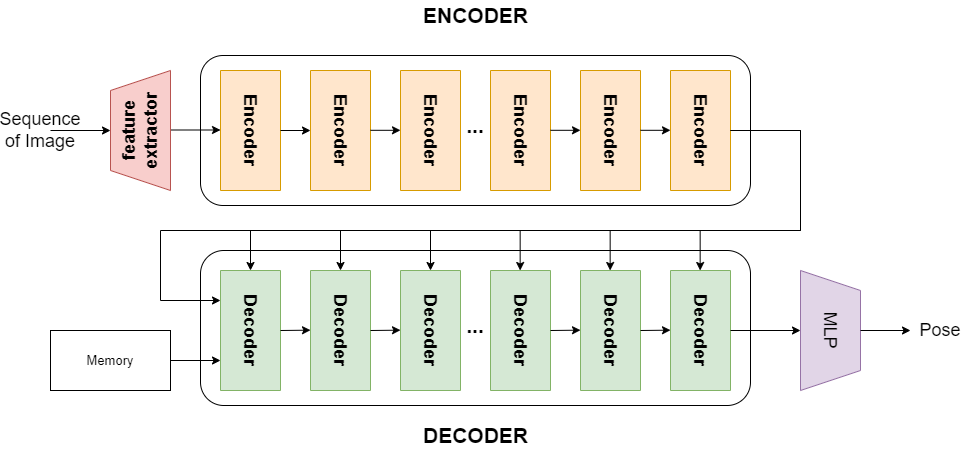 ENCODER
Sequence
of Image
feature
extractor
Encoder
Encoder
Encoder
...
Encoder
Encoder
Encoder
Memory
Decoder
Decoder
Decoder
...
Decoder
Decoder
Decoder
MLP
Pose
DECODER